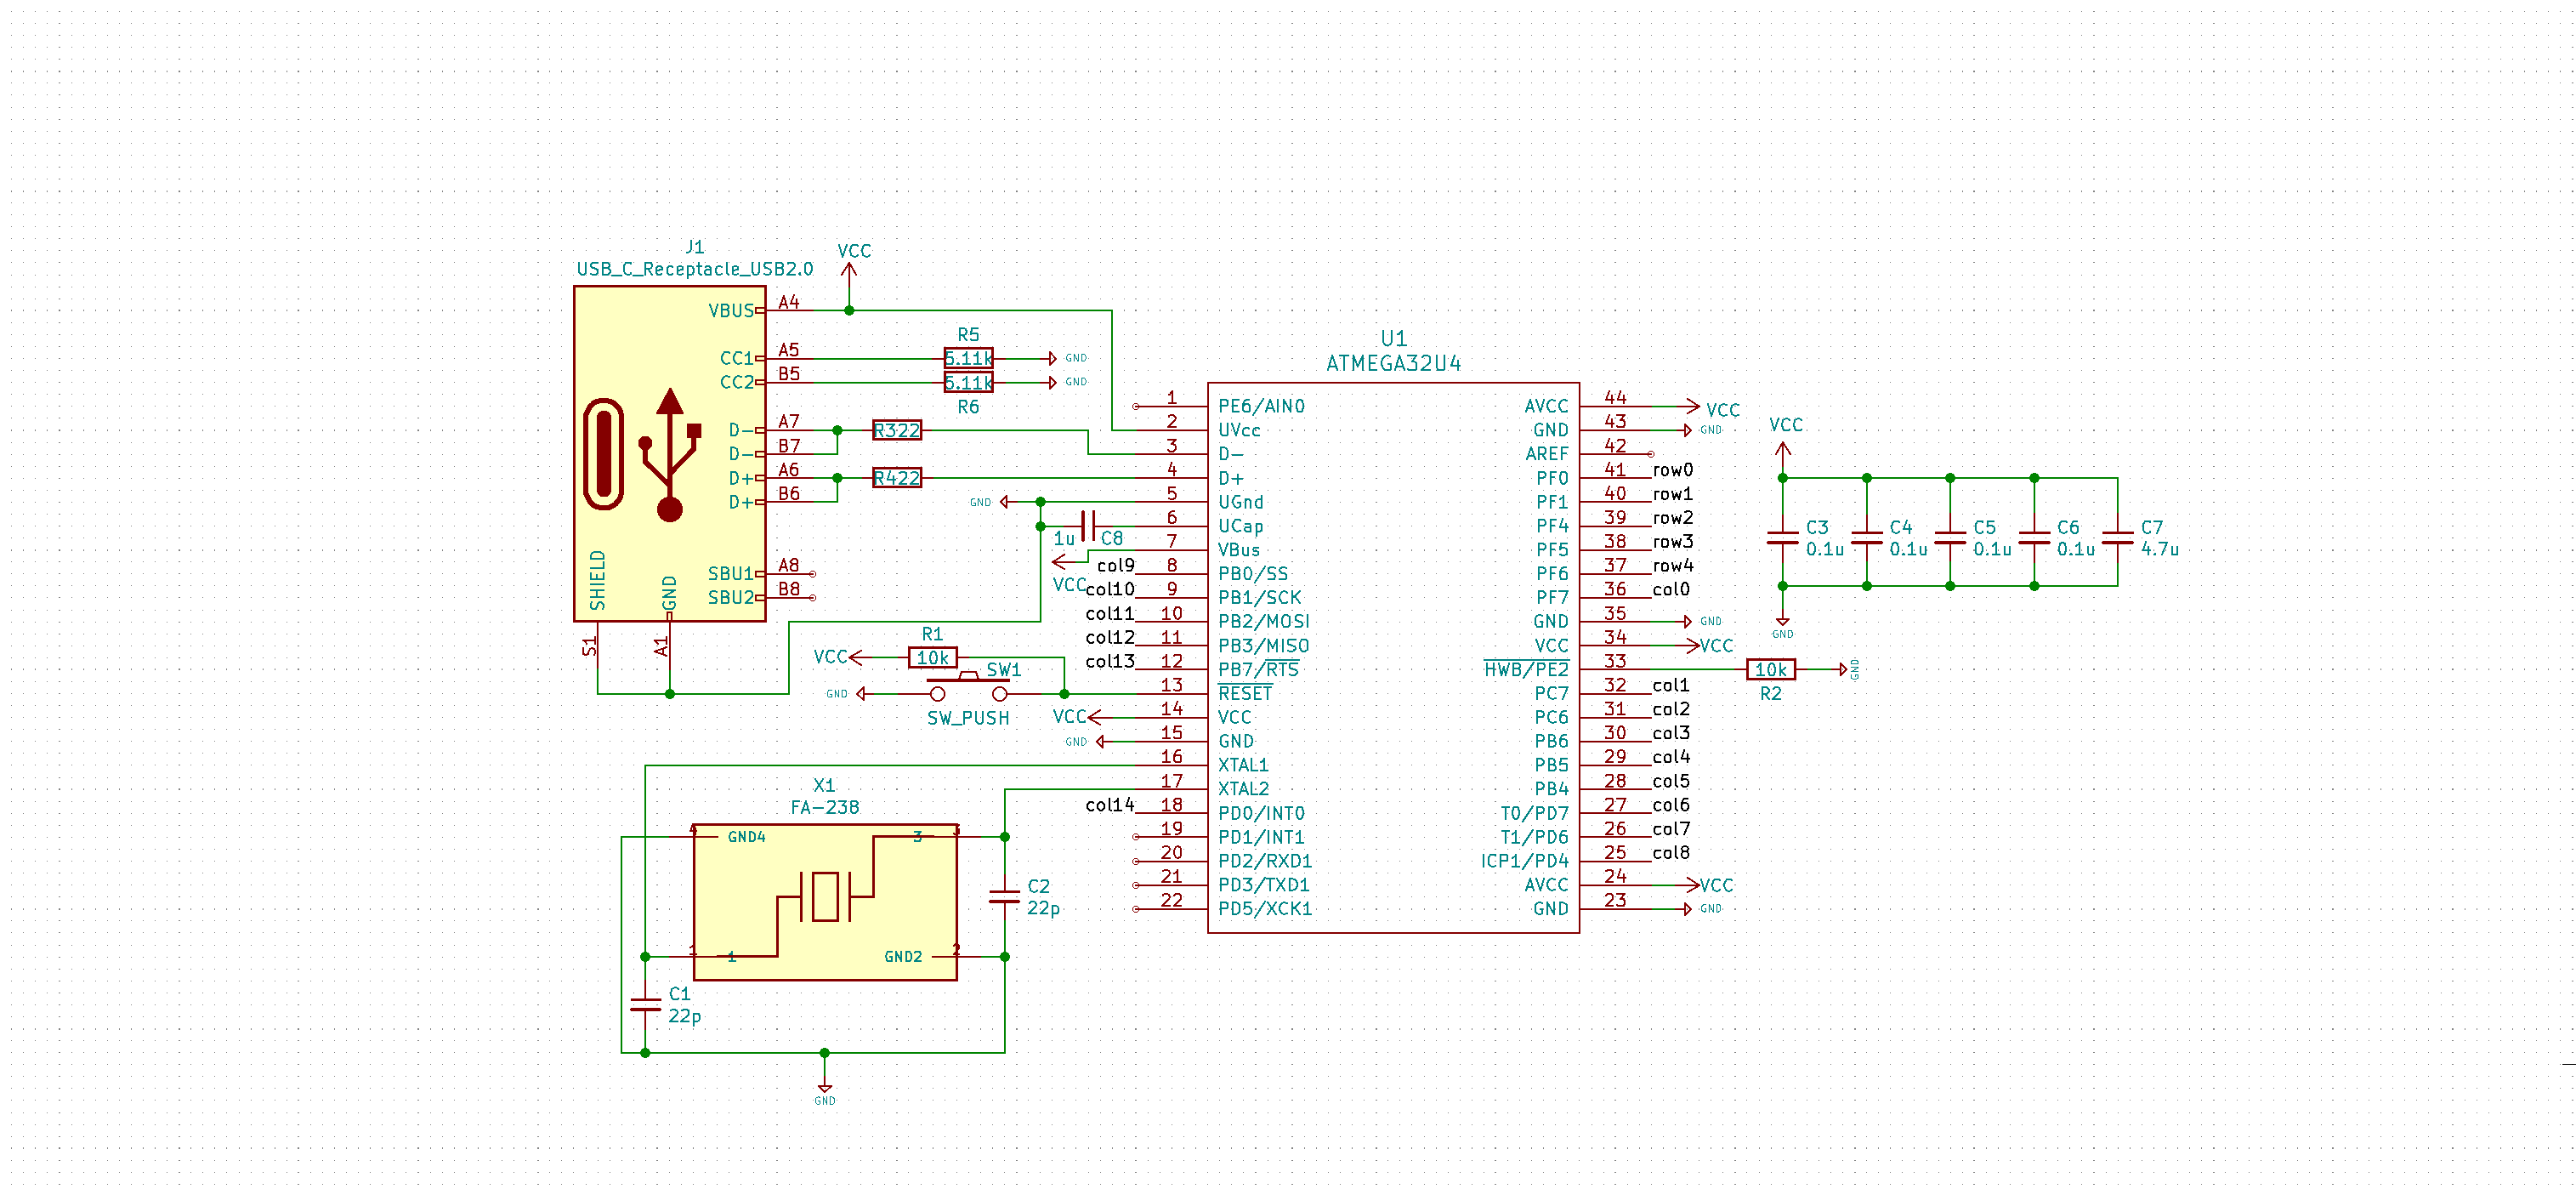 J1
USB_C_Receptacle_USB2.0
VCC
VBUS A4
CC1 A5
CC2 B5
D- A7
D- B7
D+ A6
D+ B6
SBU1 A8
SBU2 B8
SHIELD
GND
S1
A1
R5
5.11k
GND
5.11k
GND
R6
R322
R422
GND
1u C8
VCC
R1
VCC
10k
SW1
GND
SW_PUSH
VCC
GND
X1
FA-238
4
GND4
3
3
1
1
GND2
2
C2
22p
C1
22p
GND
U1
ATMEGA32U4
1 PE6/AIN0
2 UVcc
3 D-
4 D+
5 UGnd
6 UCap
7 VBus
col9 8 PB0/SS
col10 9 PB1/SCK
col11 10 PB2/MOSI
col12 11 PB3/MISO
col13 12 PB7/RTS
13 RESET
14 VCC
15 GND
16 XTAL1
17 XTAL2
col14 18 PD0/INT0
19 PD1/INT1
20 PD2/RXD1
21 PD3/TXD1
22 PD5/XCK1
AVCC 44 VCC
GND 43 GND
AREF 42
PF0 41 row0
PF1 40 row1
PF4 39 row2
PF5 38 row3
PF6 37 row4
PF7 36 col0
GND 35 GND
VCC 34 VCC
HWB/PE2 33
PC7 32 col1
PC6 31 col2
PB6 30 col3
PB5 29 col4
PB4 28 col5
T0/PD7 27 col6
T1/PD6 26 col7
ICP1/PD4 25 col8
AVCC 24 VCC
GND 23 GND
10k
R2
GND
VCC
C3
0.1u
C4
0.1u
C5
0.1u
C6
0.1u
C7
4.7u
GND